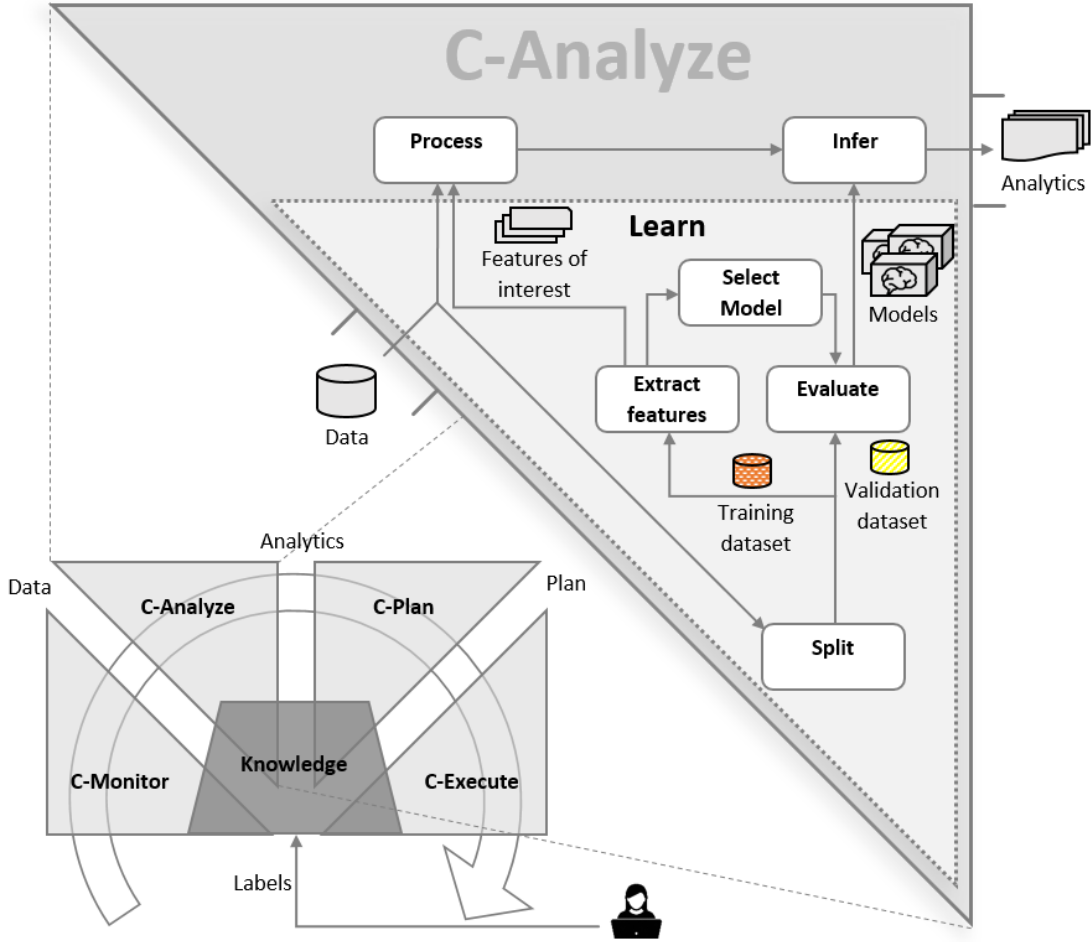 C-Analyze
Process
Infer
Analytics
Learn
Features of
interest
Select
Model
Models
Extract
features
Evaluate
Data
Training
dataset
Validation
dataset
Split
Analytics
Data
Plan
C-Analyze
C-Plan
Knowledge
C-Monitor
C-Execute
Labels